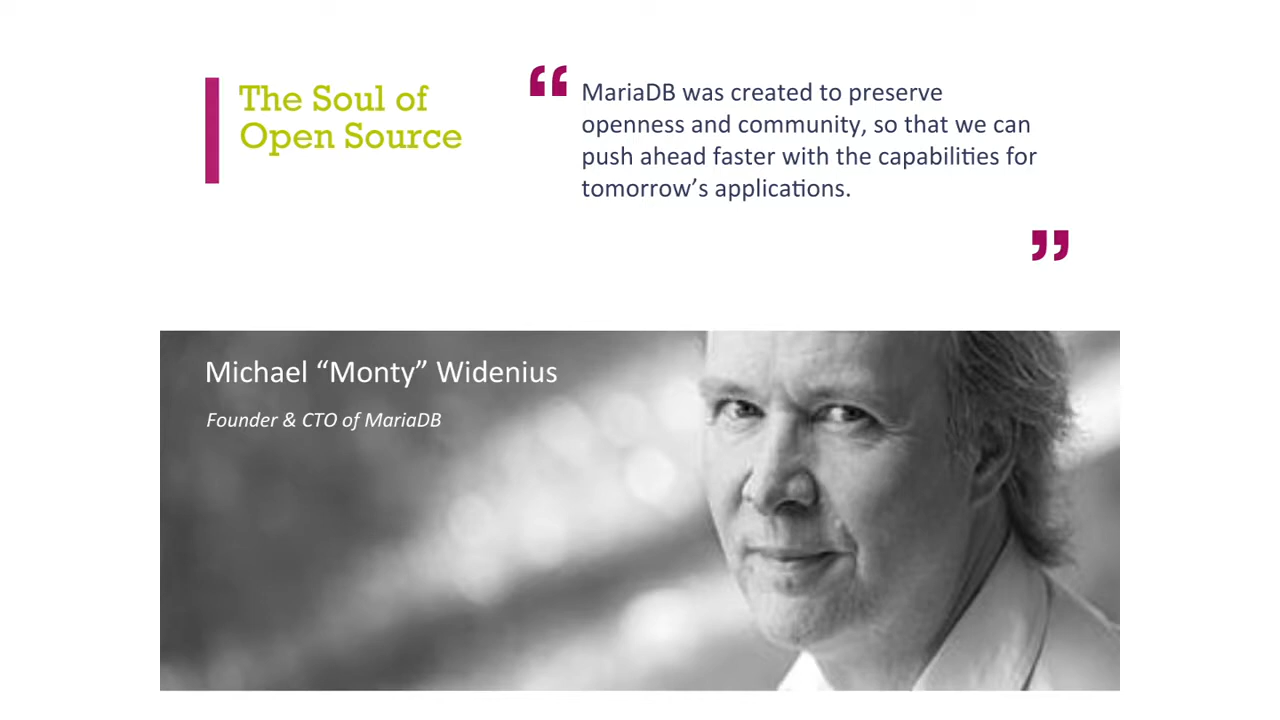 The Soul of
Open Source
“ MariaDB was created to preserve
openness and community, so that we can
push ahead faster with the capabilities for
tomorrow’s applications.
”
Michael “Monty” Widenius
Founder & CTO of MariaDB